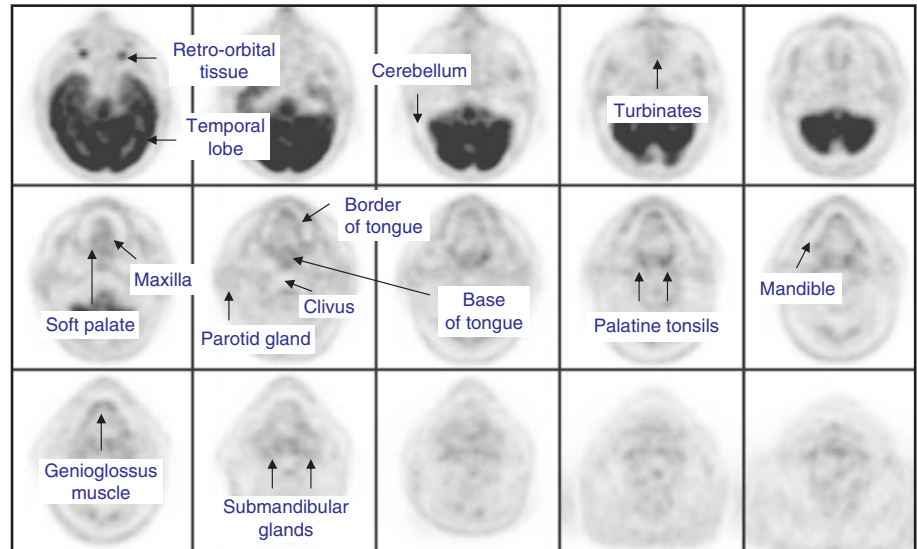 Retro-orbital
tissue
Temporal
lobe
Cerebellum
Turbinates
Soft palate
Maxilla
Border
of tongue
Clivus
Parotid gland
Base
of tongue
Palatine tonsils
Mandible
Genioglossus
muscle
Submandibular
glands